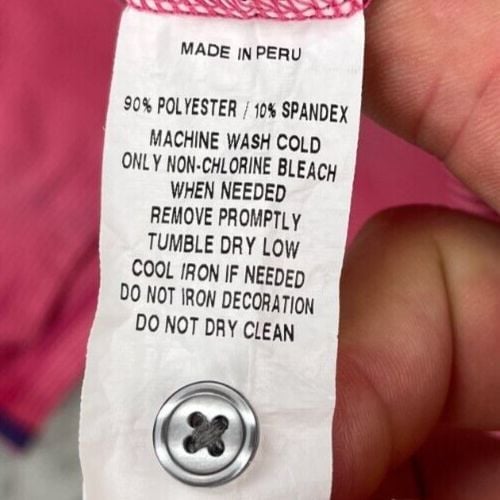 MADE IN PERU
90% POLYESTER / 10% SPANDEX
MACHINE WASH COLD
ONLY NON-CHLORINE BLEACH
WHEN NEEDED
REMOVE PROMPTLY
TUMBLE DRY LOW
COOL IRON IF NEEDED
DO NOT IRON DECORATION
DO NOT DRY CLEAN